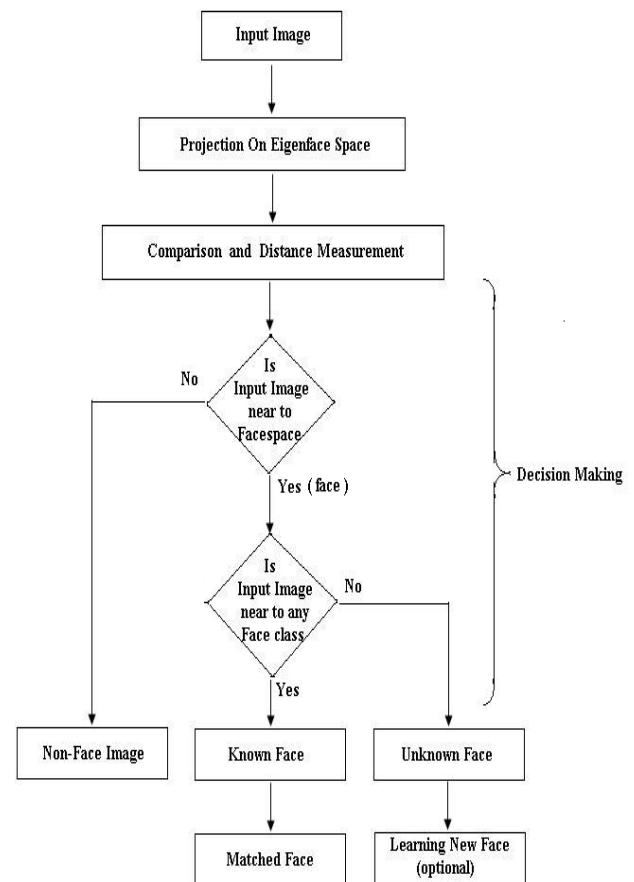 Input Image
Projection On Eigenface Space
Comparison and Distance Measurement
Is
Input Image
near to
Facespace
No
Yes ( face )
Decision Making
Is
Input Image
near to any
Face class
No
Yes
Non-Face Image
Known Face
Unknown Face
Matched Face
Learning New Face
(optional)